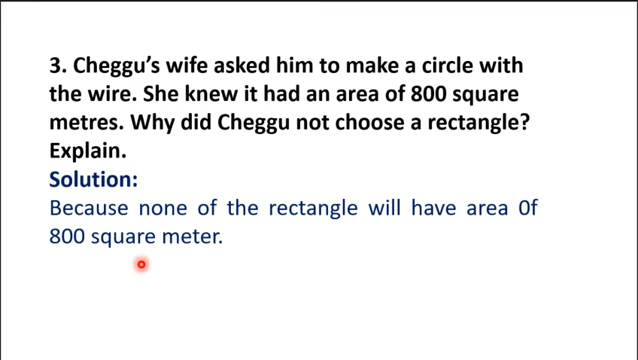 3. Cheggu's wife asked him to make a circle with
the wire. She knew it had an area of 800 square
metres. Why did Cheggu not choose a rectangle?
Explain.
Solution:
Because none of the rectangle will have area 0f
800 square meter.